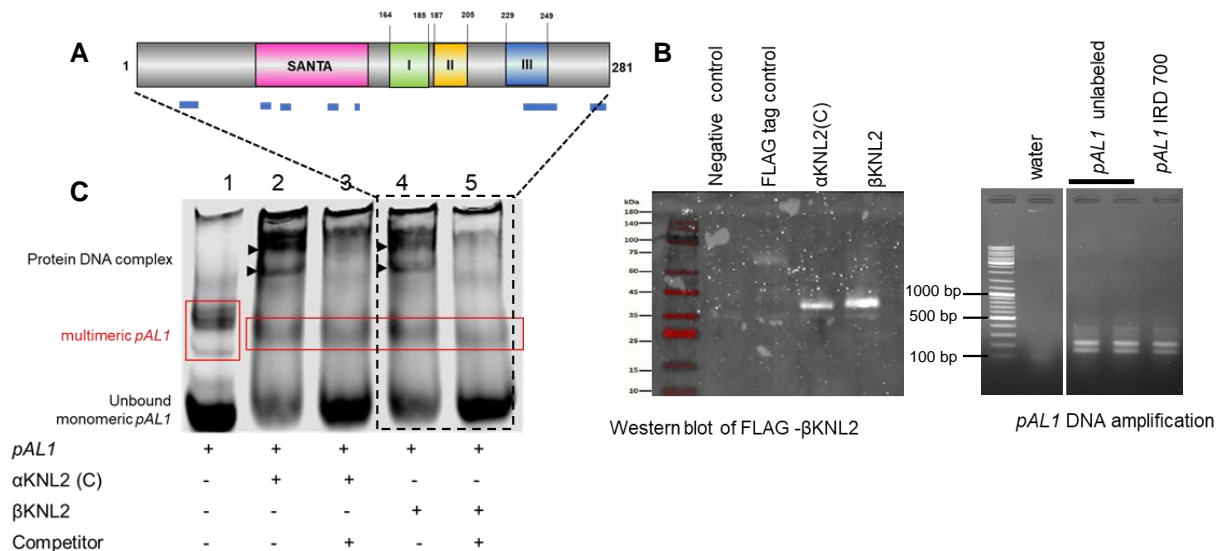 A
164 185 187 205 229 249
1 SANTA I II III 281
B
Negative control
FLAG tag control
αKNL2(C)
βKNL2
kDa
180
140
100
75
60
45
35
25
15
10
Western blot of FLAG -βKNL2
water
pAL1 unlabeled
pAL1 IRD 700
1000 bp
500 bp
100 bp
pAL1 DNA amplification
C
1 2 3 4 5
Protein DNA complex
multimeric pAL1
Unbound
monomeric pAL1
pAL1 + + + + +
αKNL2 (C) - + + - -
βKNL2 - - - + +
Competitor - - + - +